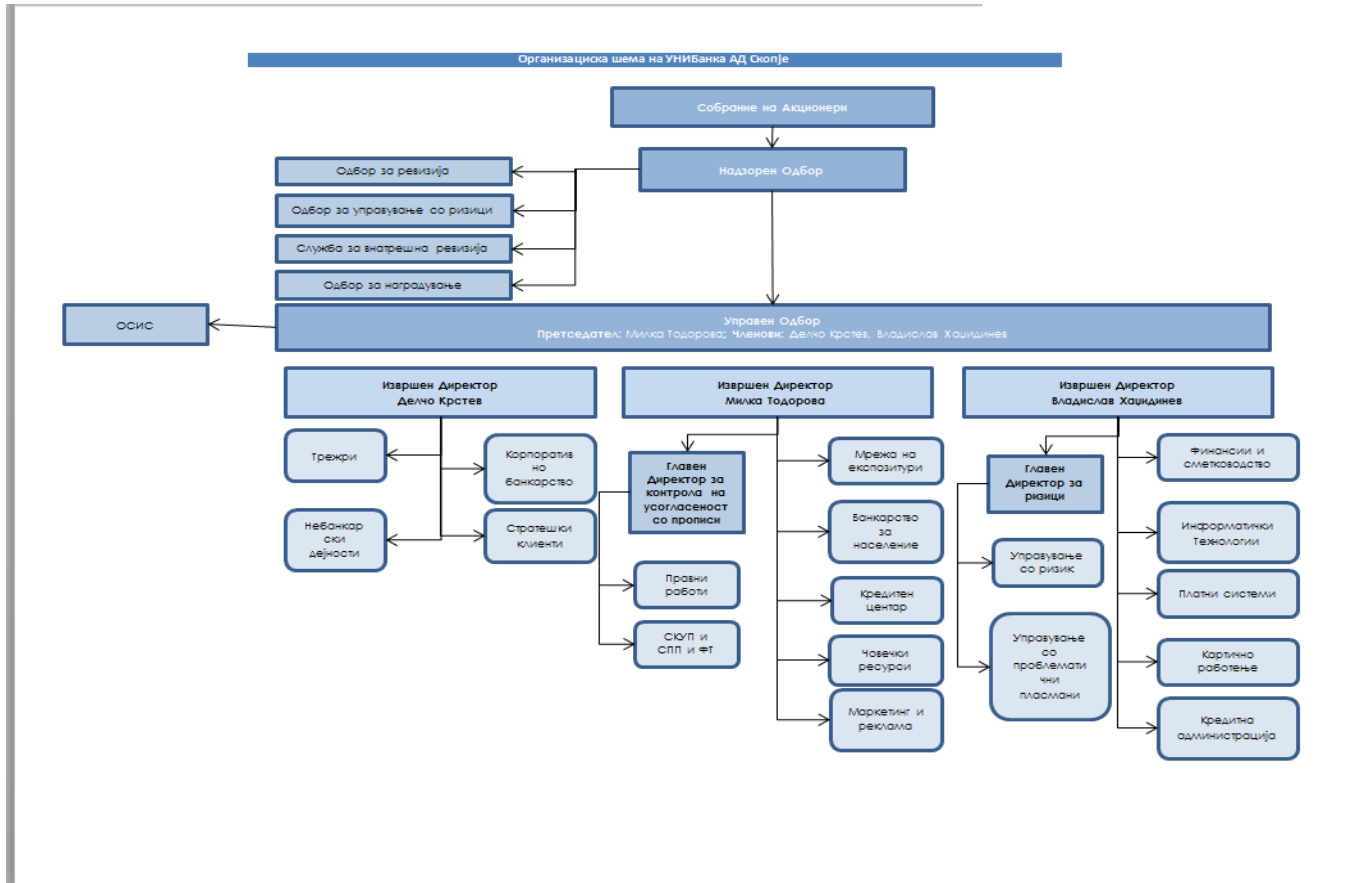 Организациска шема на УНИБанка АД Скопје
Собрание на Акционери
Надзорен Одбор
Одбор за ревизија
Одбор за управување со ризици
Служба за внатрешна ревизија
Одбор за наградување
ОСИС
Управен Одбор
Претседател: Милка Тодорова; Членови: Делчо Крстев, Владислав Хаџидинев
Извршен Директор
Делчо Крстев
Трежри
Корпоратив
но
банкарство
Небанкар
ски
дејности
Стратешки
клиенти
Извршен Директор
Милка Тодорова
Главен
Директор за
контрола на
усогласеност
со прописи
Правни
работи
СКУП и
СПП и ФТ
Мрежа на
експозитури
Банкарство
за
население
Кредитен
центар
Човечки
ресурси
Маркетинг и
реклама
Извршен Директор
Владислав Хаџидинев
Главен
Директор за
ризици
Управување
со ризик
Управување
со
проблемати
чни
пласмани
Финансии и
сметководство
Информатички
Технологии
Платни системи
Картично
работење
Кредитна
администрација